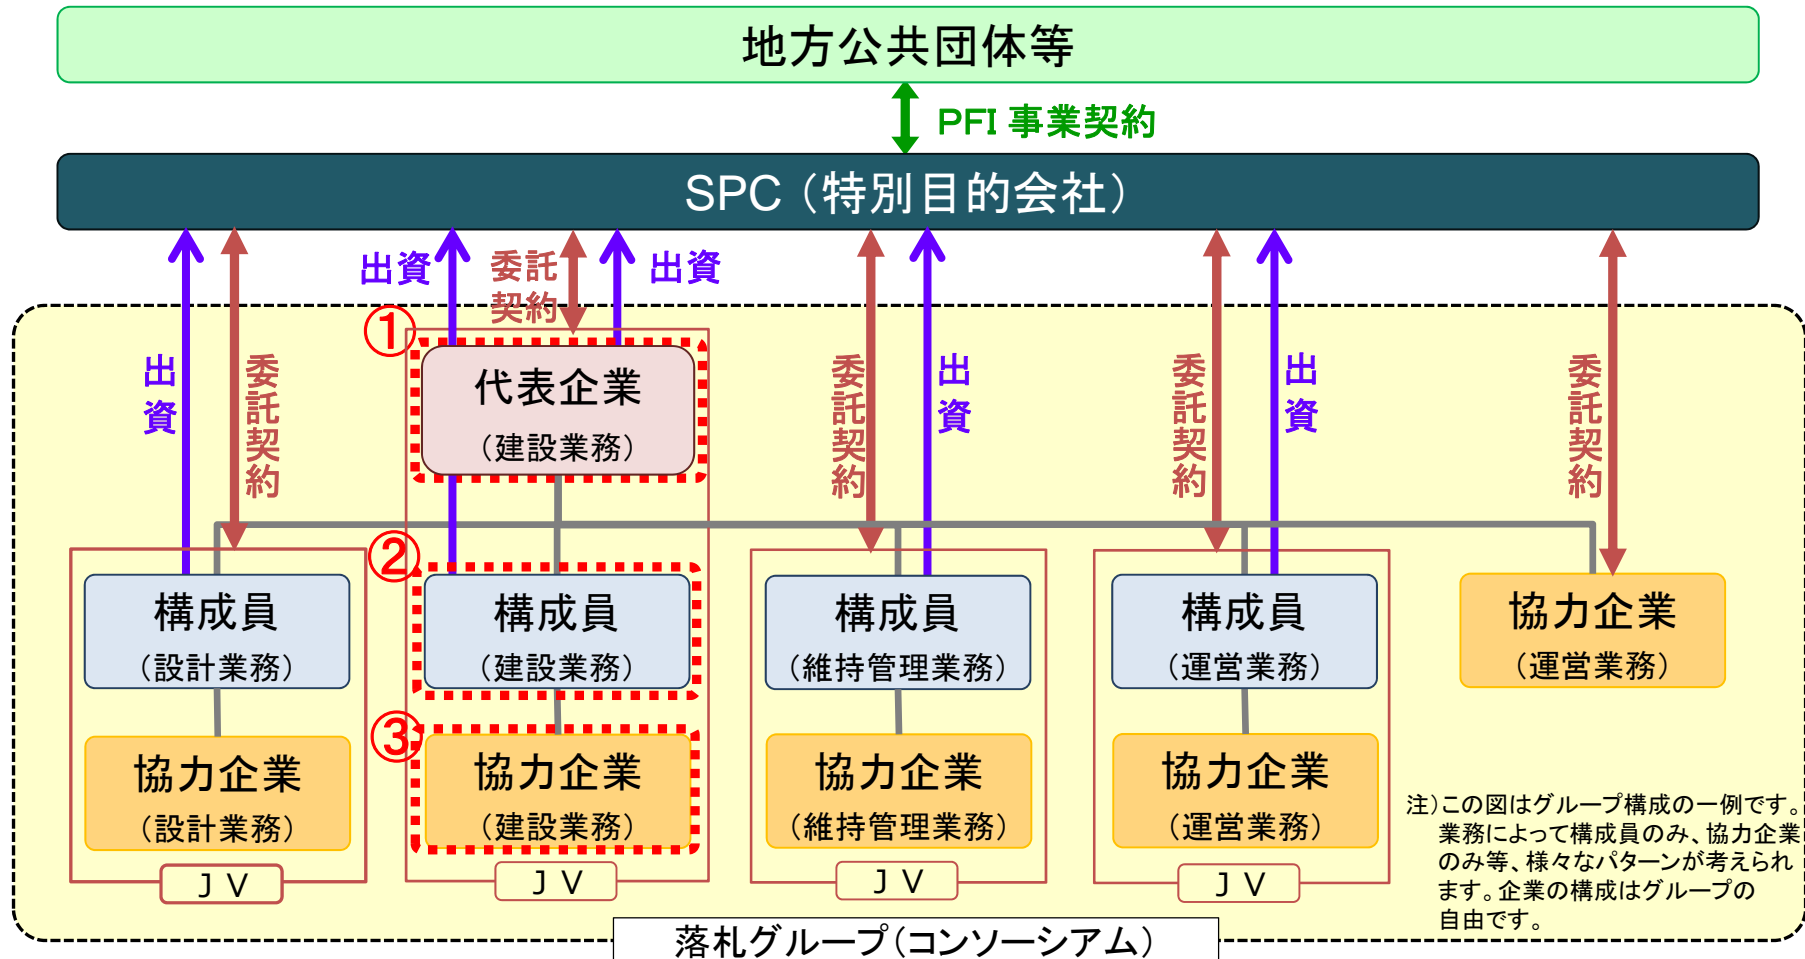 地方公共団体等
PFI 事業契約
SPC（特別目的会社）
出資
委託契約
出資
委託
契約
出資
委託契約
出資
委託契約
出資
委託契約
①
代表企業
（建設業務）
②
構成員
（設計業務）
構成員
（建設業務）
構成員
（維持管理業務）
構成員
（運営業務）
協力企業
（運営業務）
③
協力企業
（設計業務）
協力企業
（建設業務）
協力企業
（維持管理業務）
協力企業
（運営業務）
ＪＶ
ＪＶ
ＪＶ
ＪＶ
注）この図はグループ構成の一例です。
業務によって構成員のみ、協力企業
のみ等、様々なパターンが考えられ
ます。企業の構成はグループの
自由です。
落札グループ（コンソーシアム）